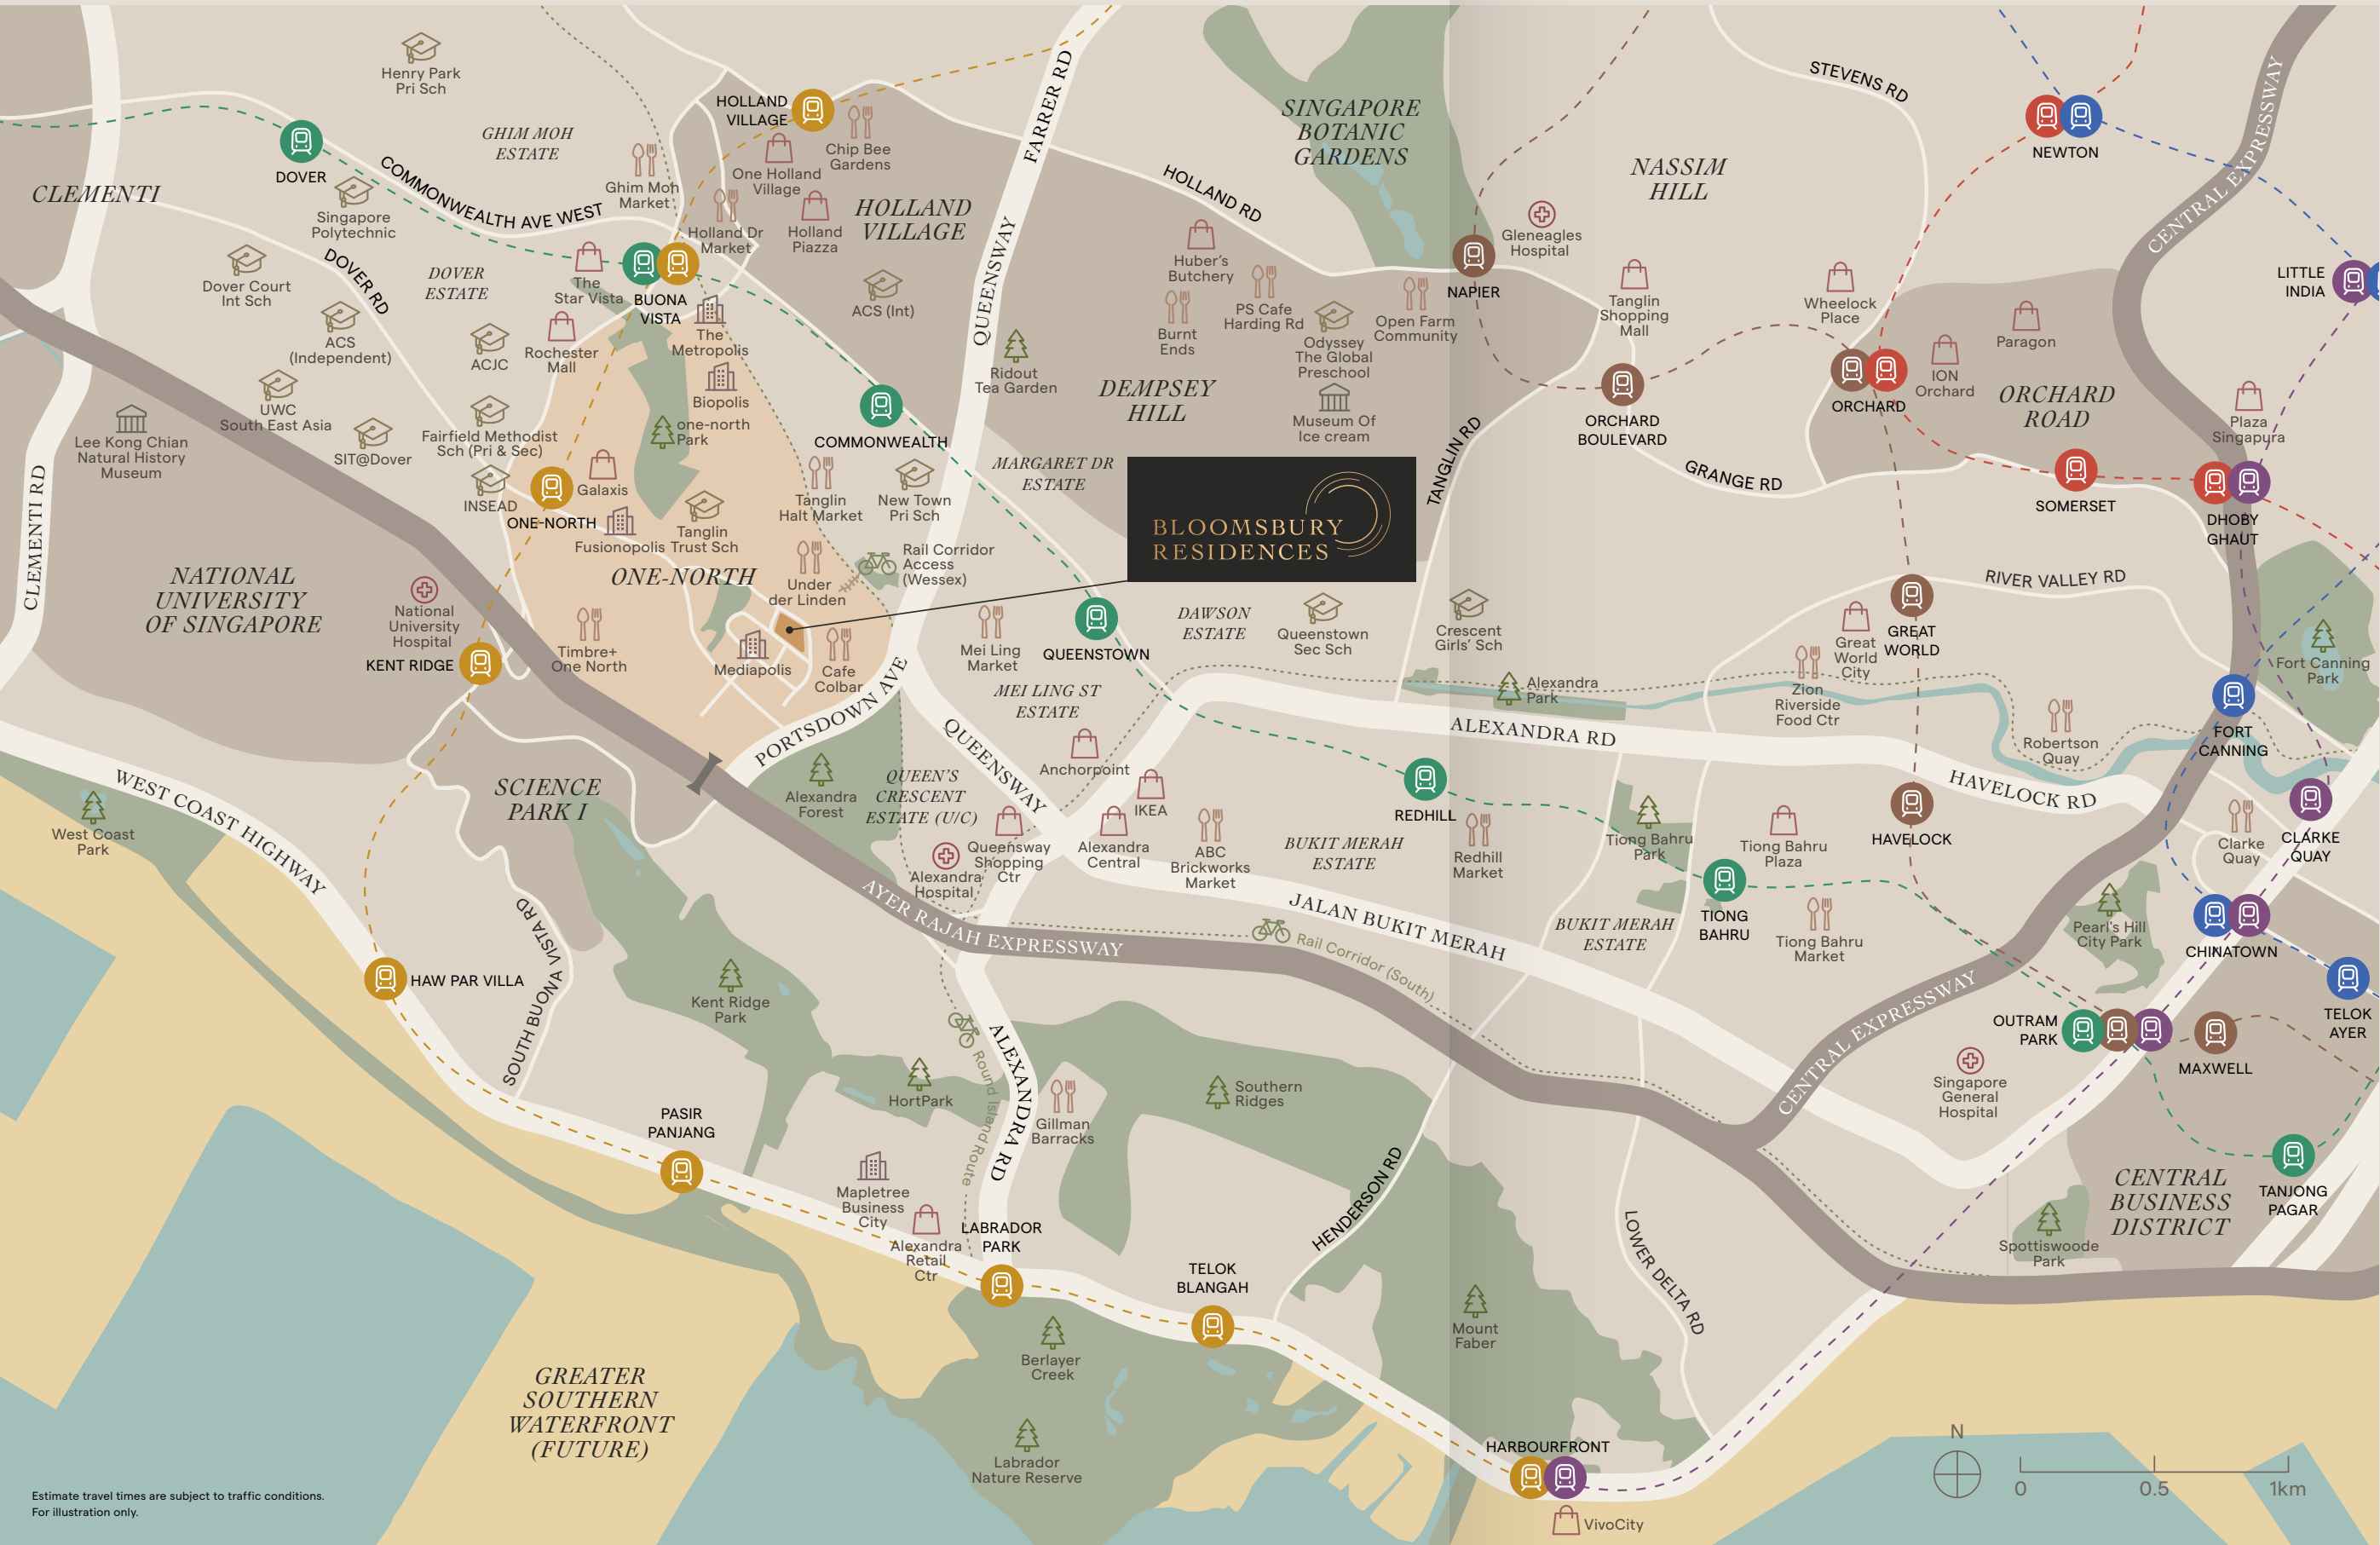 Henry Park
Pri Sch
GHIM MOH
ESTATE
DOVER
CLEMENTI
COMMONWEALTH AVE WEST
Singapore
Polytechnic
HOLLAND
VILLAGE
Chip Bee
Gardens
One Holland
Village
Ghim Moh
Market
Holland Dr
Market
Holland
Piazza
HOLLAND
VILLAGE
FARRER RD
QUEENSWAY
HOLLAND RD
SINGAPORE
BOTANIC
GARDENS
NASSIM
HILL
STEVENS RD
NEWTON
CENTRAL EXPRESSWAY
LITTLE
INDIA
Dover Court
Int Sch
DOVER RD
DOVER
ESTATE
The
Star Vista
BUONA
VISTA
ACS (Int)
Huber's
Butchery
Burnt
Ends
PS Cafe
Harding Rd
Odyssey
The Global
Preschool
Open Farm
Community
NAPIER
Gleneagles
Hospital
Tanglin
Shopping
Mall
Wheelock
Place
Paragon
ACS
(Independent)
ACJC
Rochester
Mall
The
Metropolis
Biopolis
one-north
Park
Ridout
Tea Garden
DEMPSEY
HILL
Museum Of
Ice cream
ORCHARD
BOULEVARD
ORCHARD
ION
Orchard
ORCHARD
ROAD
Plaza
Singapura
UWC
South East Asia
Lee Kong Chian
Natural History
Museum
SIT@Dover
Fairfield Methodist
Sch (Pri & Sec)
INSEAD
ONE-NORTH
Galaxis
Fusionopolis
Tanglin
Trust Sch
COMMONWEALTH
Tanglin
Halt Market
New Town
Pri Sch
MARGARET DR
ESTATE
BLOOMSBURY
RESIDENCES
TANGLIN RD
GRANGE RD
SOMERSET
DHOBY
GHAUT
CLEMENTI RD
NATIONAL
UNIVERSITY
OF SINGAPORE
National
University
Hospital
KENT RIDGE
ONE-NORTH
Under
der Linden
Rail Corridor
Access
(Wessex)
Timbre+
One North
Mediapolis
Cafe
Colbar
Mei Ling
Market
QUEENSTOWN
DAWSON
ESTATE
Queenstown
Sec Sch
Crescent
Girls' Sch
RIVER VALLEY RD
GREAT
WORLD
Great
World
City
Zion
Riverside
Food Ctr
Fort Canning
Park
FORT
CANNING
Robertson
Quay
MEI LING ST
ESTATE
Alexandra
Park
ALEXANDRA RD
HAVELOCK RD
PORTSDOWN AVE
QUEENSWAY
Anchorpoint
IKEA
WEST COAST HIGHWAY
West Coast
Park
SCIENCE
PARK I
Alexandra
Forest
QUEEN'S
CRESCENT
ESTATE (U/C)
Queensway
Shopping
Ctr
Alexandra
Hospital
Alexandra
Central
ABC
Brickworks
Market
REDHILL
BUKIT MERAH
ESTATE
Redhill
Market
Tiong Bahru
Park
Tiong Bahru
Plaza
HAVELOCK
Clarke
Quay
CLARKE
QUAY
TIONG
BAHRU
Tiong Bahru
Market
BUKIT MERAH
ESTATE
Pearl's Hill
City Park
CHINATOWN
TELOK
AYER
AYER RAJAH EXPRESSWAY
JALAN BUKIT MERAH
Rail Corridor (South)
CENTRAL EXPRESSWAY
OUTRAM
PARK
MAXWELL
Singapore
General
Hospital
HAW PAR VILLA
SOUTH BUONA VISTA RD
Kent Ridge
Park
HortPark
Round Island Route
ALEXANDRA RD
Gillman
Barracks
Southern
Ridges
PASIR
PANJANG
Mapletree
Business
City
Alexandra
Retail
Ctr
LABRADOR
PARK
HENDERSON RD
LOWER DELTA RD
CENTRAL
BUSINESS
DISTRICT
TANJONG
PAGAR
Spottiswoode
Park
TELOK
BLANGAH
Mount
Faber
Berlayer
Creek
Labrador
Nature Reserve
GREATER
SOUTHERN
WATERFRONT
(FUTURE)
HARBOURFRONT
VivoCity
N
0
0.5
1km
Estimate travel times are subject to traffic conditions.
For illustration only.